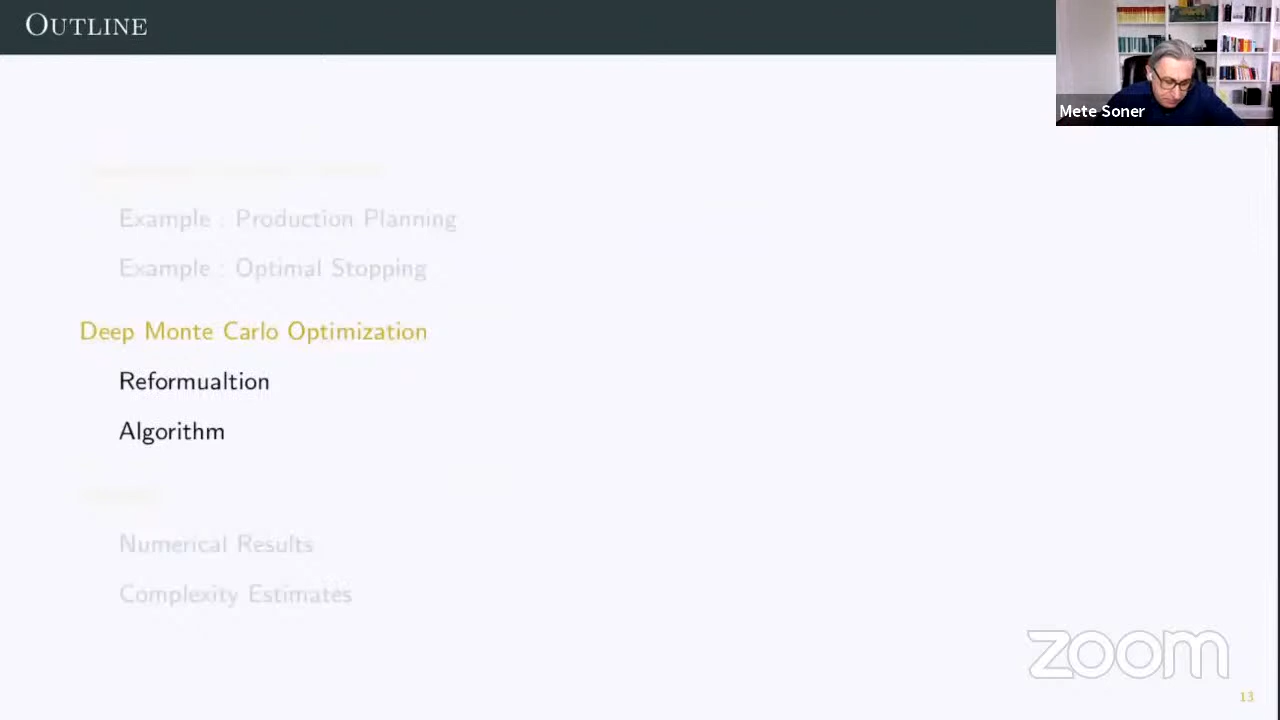 OUTLINE
Mete Soner
Example : Production Planning
Example : Optimal Stopping
Deep Monte Carlo Optimization
Reformualtion
Algorithm
Numerical Results
Complexity Estimates
zoom
13